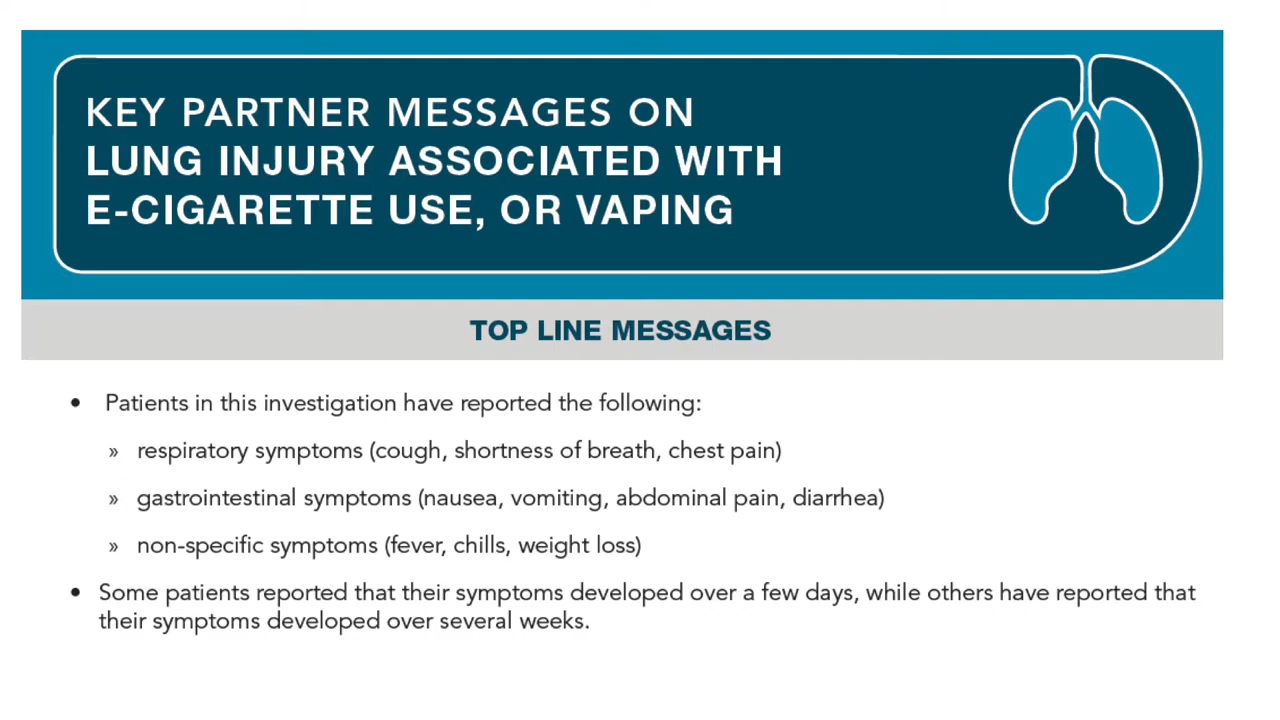 KEY PARTNER MESSAGES ON
LUNG INJURY ASSOCIATED WITH
E-CIGARETTE USE, OR VAPING
TOP LINE MESSAGES
• Patients in this investigation have reported the following:
» respiratory symptoms (cough, shortness of breath, chest pain)
» gastrointestinal symptoms (nausea, vomiting, abdominal pain, diarrhea)
» non-specific symptoms (fever, chills, weight loss)
• Some patients reported that their symptoms developed over a few days, while others have reported that
their symptoms developed over several weeks.